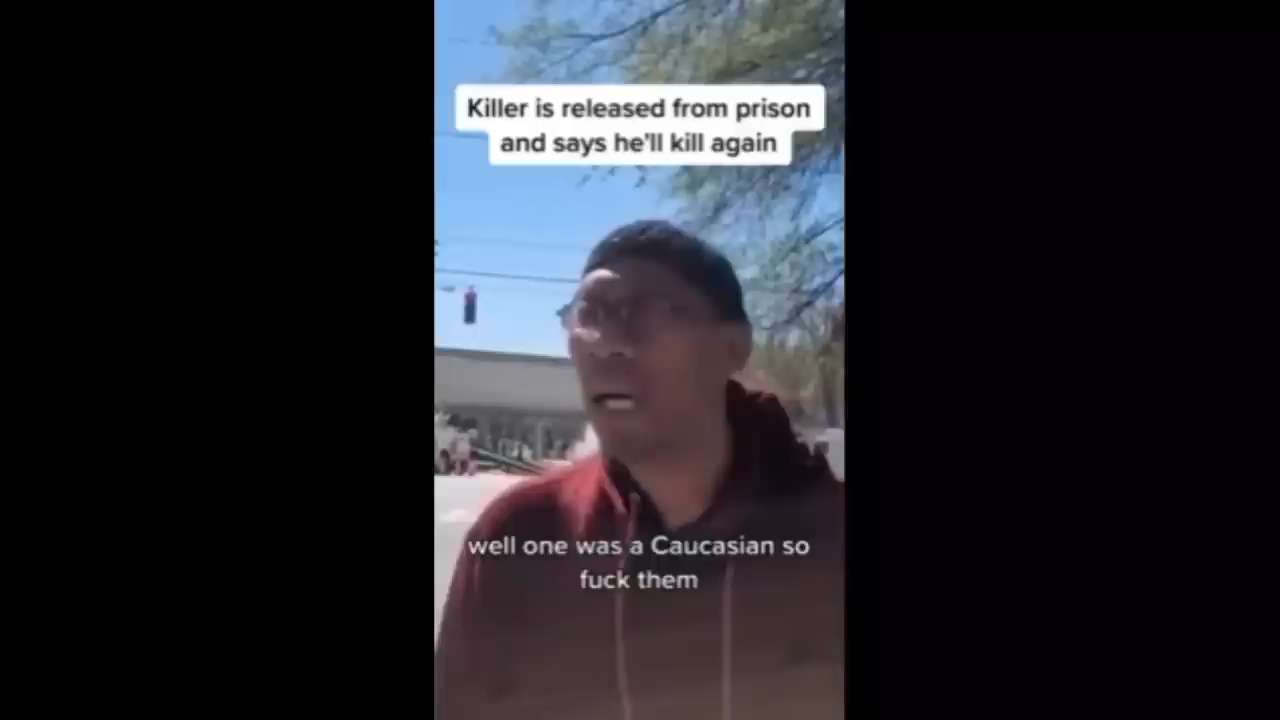 Killer is released from prison
and says he'll kill again
well one was a Caucasian so
fuck them